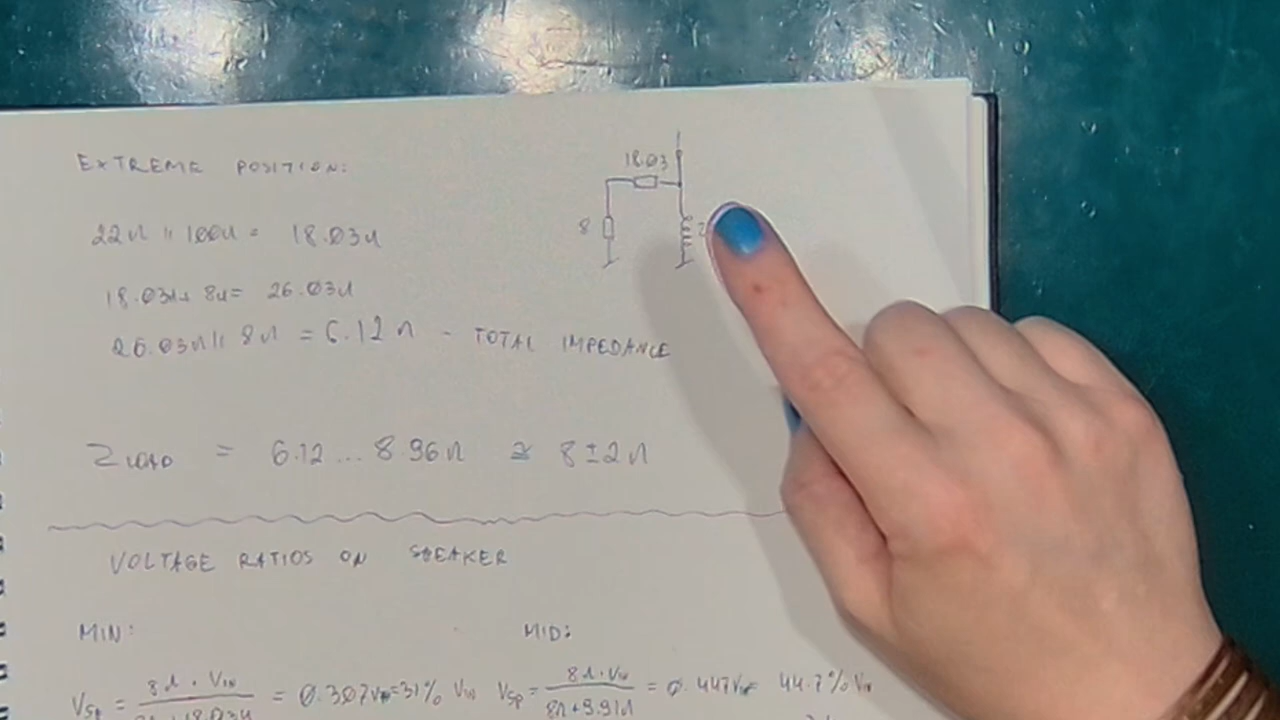 EXTREME POSITION:
18.03
8
22Ω || 100Ω = 18.03Ω
18.03Ω + 8Ω = 26.03Ω
26.03Ω || 8Ω = 6.12Ω - TOTAL IMPEDANCE
Z LOAD = 6.12 ... 8.96Ω ≅ 8±2Ω
VOLTAGE RATIOS ON SPEAKER
MIN: MID:
VSP = 8Ω · VIN = 0.307VIN = 31% VIN VSP = 8Ω · VIN = 0.447VIN = 44.7% VIN
8Ω+9.91Ω